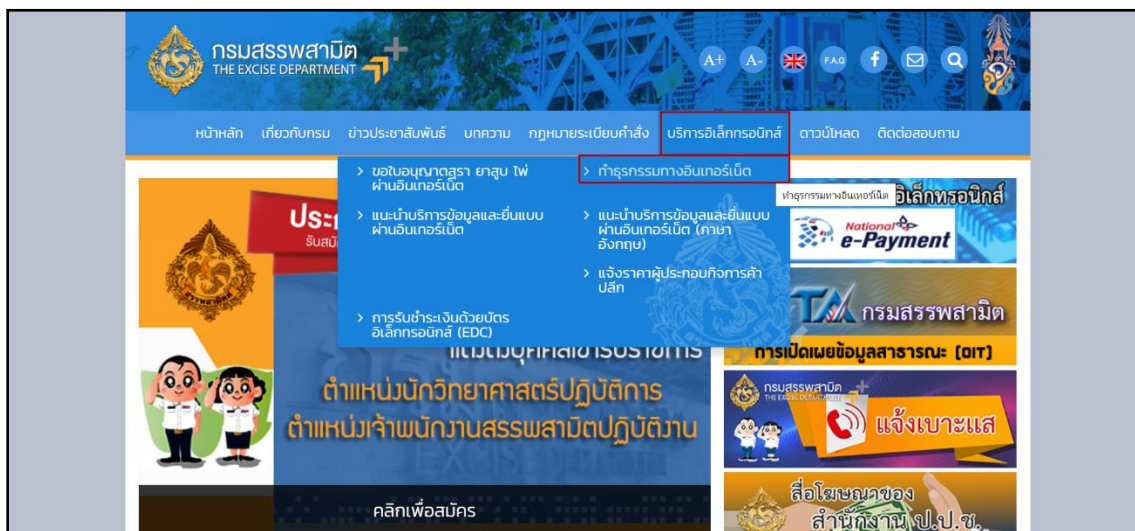 กรมสรรพสามิต
THE EXCISE DEPARTMENT
A+ A- F.A.Q f
หน้าหลัก เกี่ยวกับกรม ข่าวประชาสัมพันธ์ บทความ กฎหมายระเบียบคำสั่ง บริการอิเล็กทรอนิกส์ ดาวน์โหลด ติดต่อสอบถาม
> ขอใบอนุญาตสุรา ยาสูบ ไพ่
ผ่านอินเทอร์เน็ต
> ทำธุรกรรมทางอินเทอร์เน็ต
ทำธุรกรรมทางอินเตอร์เน็ต
> แนะนำบริการข้อมูลและยื่นแบบ
ผ่านอินเทอร์เน็ต
> แนะนำบริการข้อมูลและยื่นแบบ
ผ่านอินเทอร์เน็ต (ภาษา
อังกฤษ)
> แจ้งราคาผู้ประกอบกิจการค้า
ปลีก
> การรับชำระเงินด้วยบัตร
อิเล็กทรอนิกส์ (EDC)
สรรพสามิต
ตำแหน่งนักวิทยาศาสตร์ปฏิบัติการ
ตำแหน่งเจ้าพนักงานสรรพสามิตปฏิบัติงาน
คลิกเพื่อสมัคร
อิเล็กทรอนิกส์
National
e-Payment
กรมสรรพสามิต
การเปิดเผยข้อมูลสาธารณะ (OIT)
กรมสรรพสามิต
THE EXCISE DEPARTMENT
แจ้งเบาะแส
สื่อโฆษณาของ
สำนักงาน ป.ป.ช.